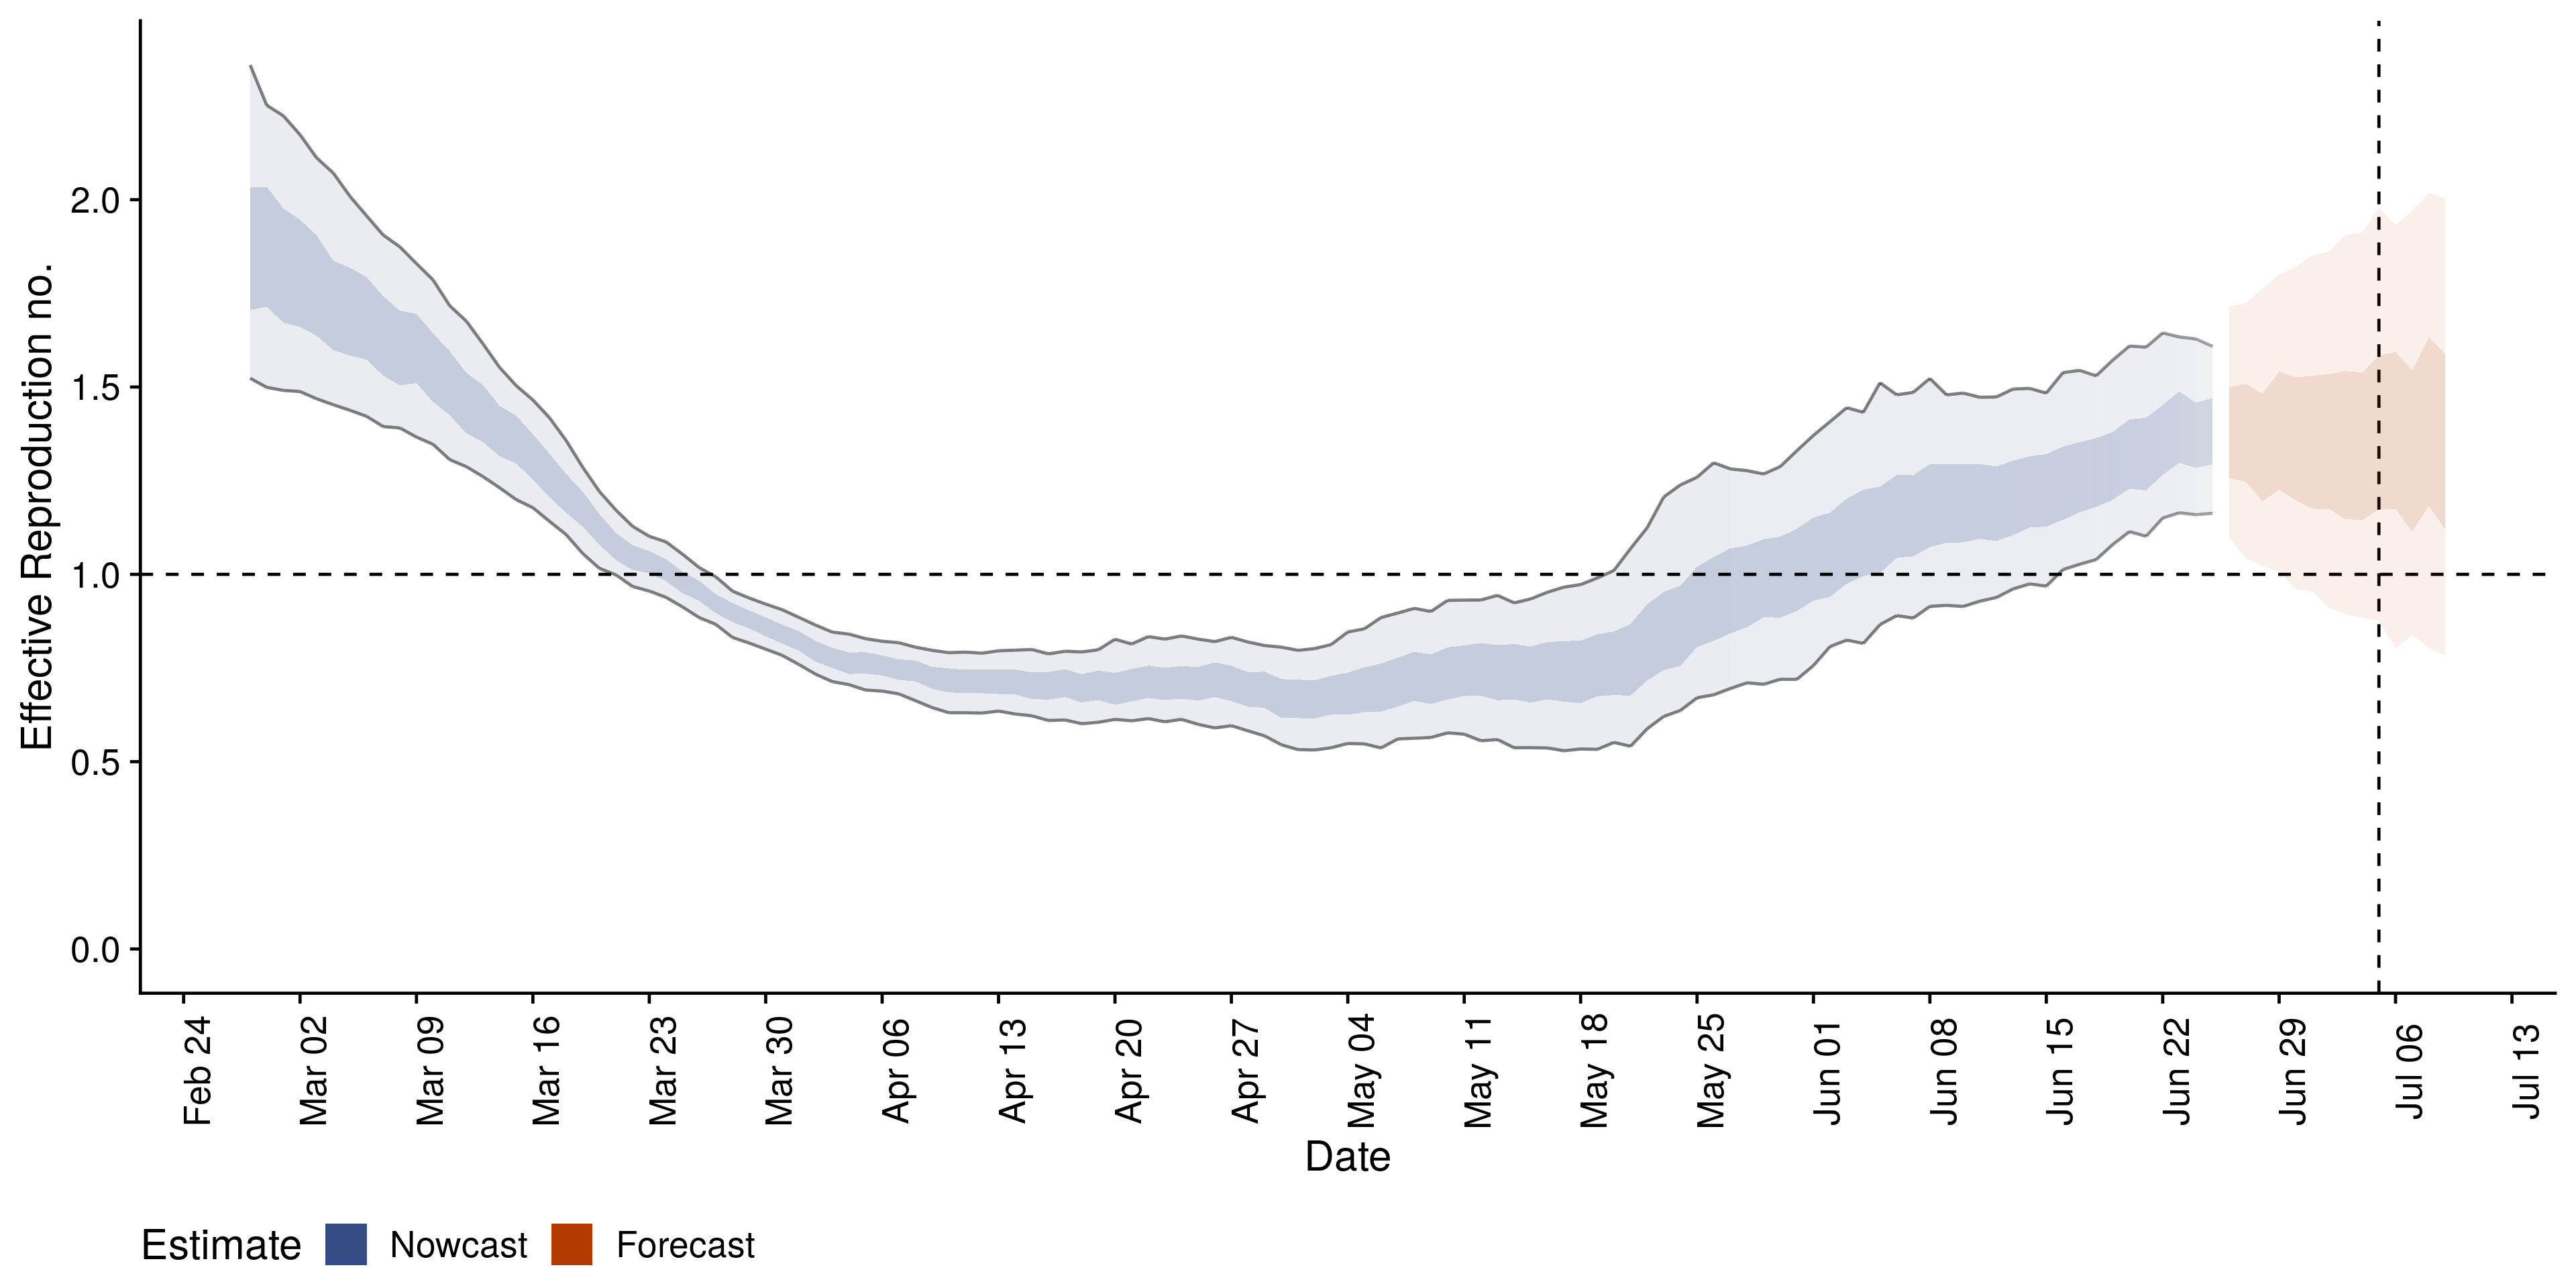 Effective Reproduction no.
2.0
1.5
1.0
0.5
0.0
Feb 24
Mar 02
Mar 09
Mar 16
Mar 23
Mar 30
Apr 06
Apr 13
Apr 20
Apr 27
May 04
May 11
May 18
May 25
Jun 01
Jun 08
Jun 15
Jun 22
Jun 29
Jul 06
Jul 13
Date
Estimate Nowcast Forecast